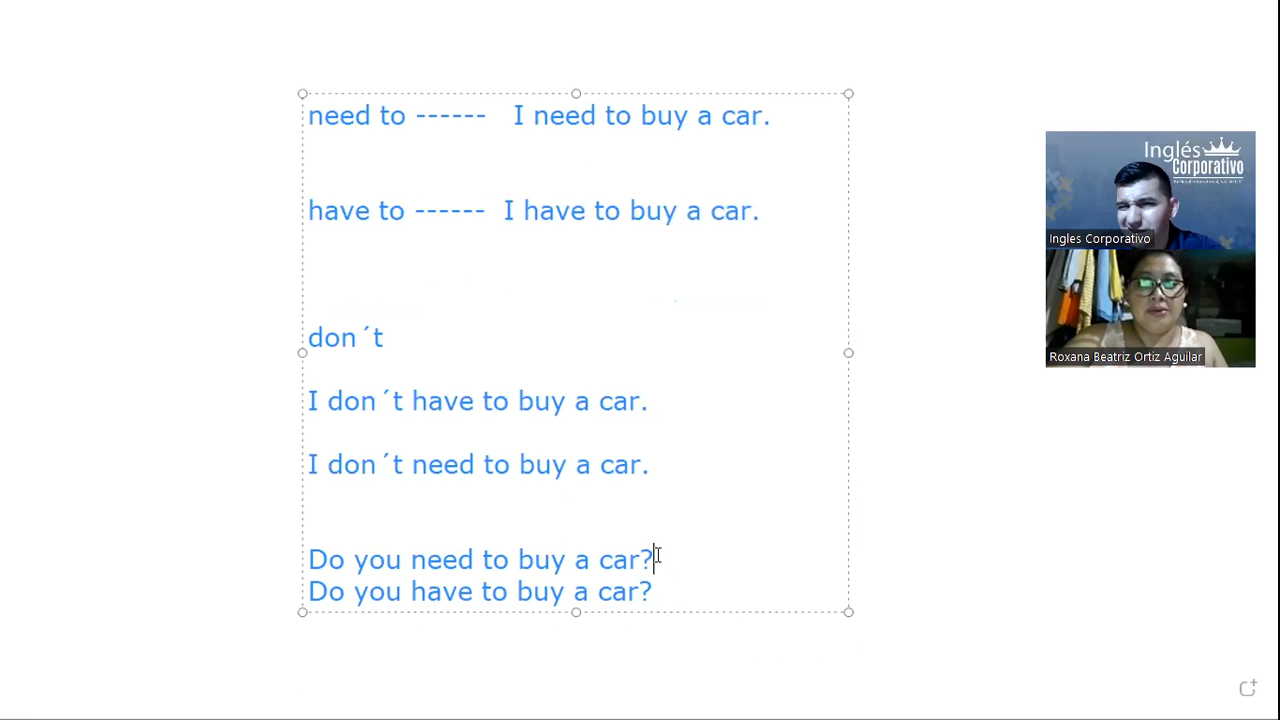 need to ------ I need to buy a car.
have to ------ I have to buy a car.
don´t
I don´t have to buy a car.
I don´t need to buy a car.
Do you need to buy a car?
Do you have to buy a car?
Inglés
Corporativo
Ingles Corporativo
Roxana Beatriz Ortiz Aguilar